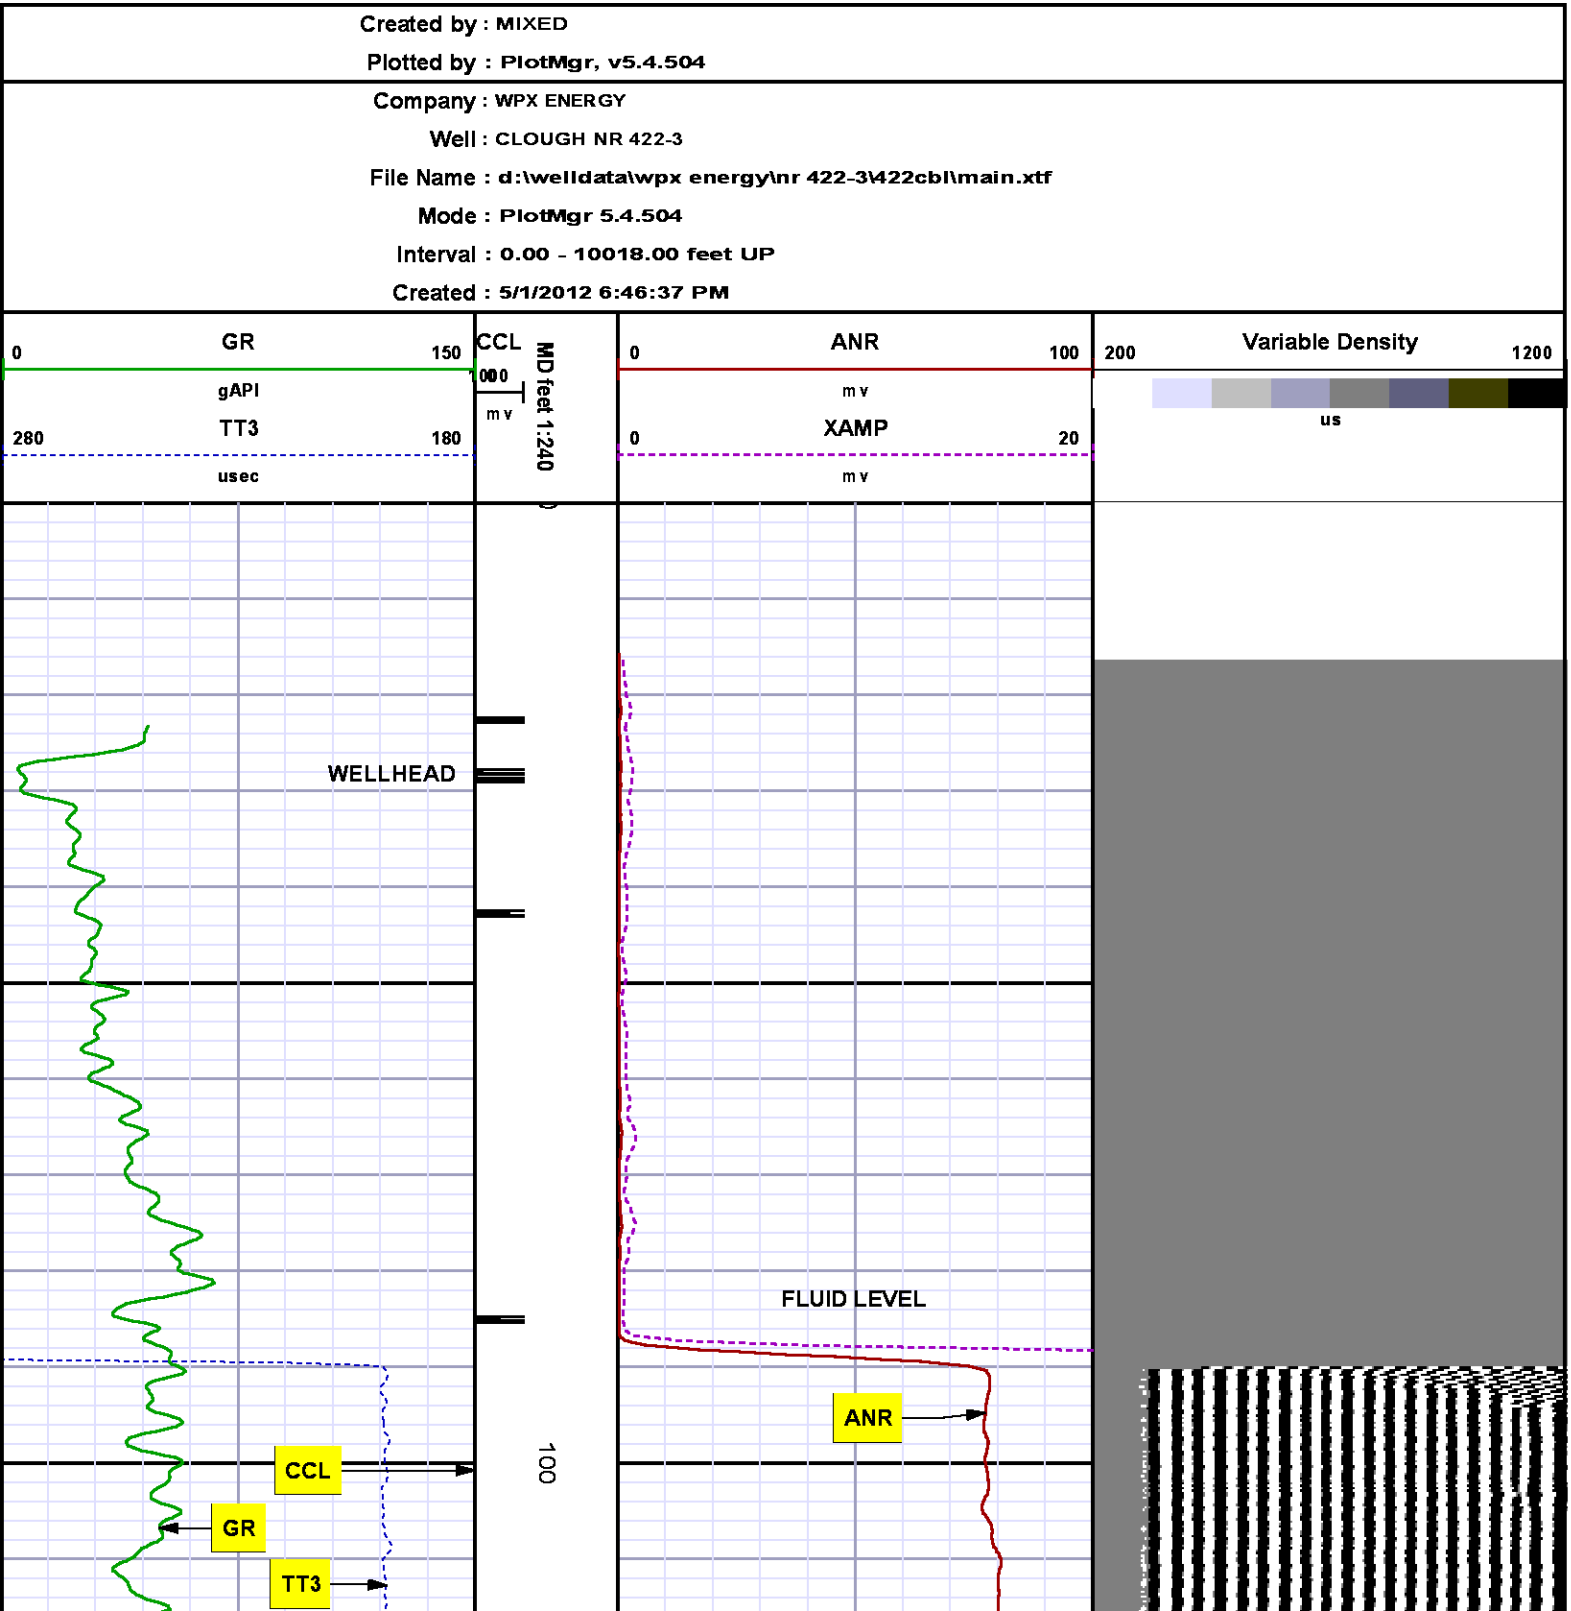 Created by : MIXED
Plotted by : PlotMgr, v5.4.504
Company : WPX ENERGY
Well : CLOUGH NR 422-3
File Name : d:\welldata\wpx energy\nr 422-3\422cbl\main.xtf
Mode : PlotMgr 5.4.504
Interval : 0.00 - 10018.00 feet UP
Created : 5/1/2012 6:46:37 PM
0 GR 150
gAPI
280 TT3 180
usec
CCL
mv
MD feet 1:240
0 ANR 100
mv
0 XAMP 20
mv
200 Variable Density 1200
us
WELLHEAD
FLUID LEVEL
ANR
100
CCL
GR
TT3